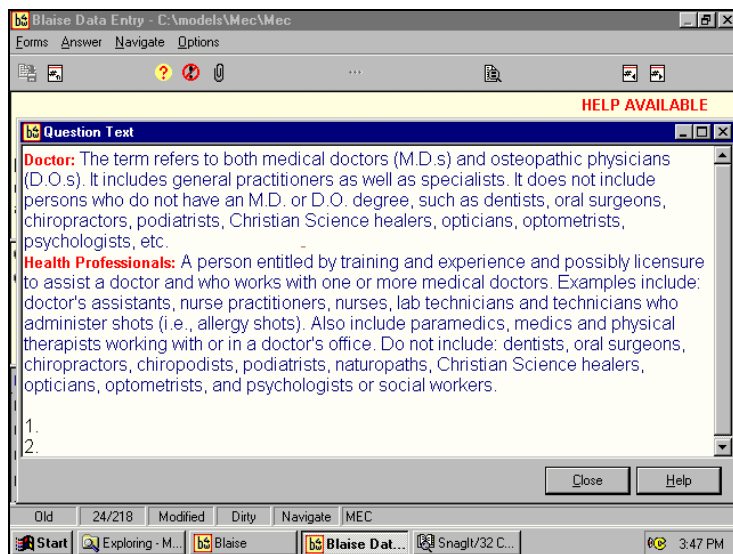 Blaise Data Entry - C:\models\Mec\Mec
Forms Answer Navigate Options
HELP AVAILABLE
Question Text
Doctor: The term refers to both medical doctors (M.D.s) and osteopathic physicians
(D.O.s). It includes general practitioners as well as specialists. It does not include
persons who do not have an M.D. or D.O. degree, such as dentists, oral surgeons,
chiropractors, podiatrists, Christian Science healers, opticians, optometrists,
psychologists, etc.
Health Professionals: A person entitled by training and experience and possibly licensure
to assist a doctor and who works with one or more medical doctors. Examples include:
doctor's assistants, nurse practitioners, nurses, lab technicians and technicians who
administer shots (i.e., allergy shots). Also include paramedics, medics and physical
therapists working with or in a doctor's office. Do not include: dentists, oral surgeons,
chiropractors, chiropodists, podiatrists, naturopaths, Christian Science healers,
opticians, optometrists, and psychologists or social workers.
1.
2.
Close Help
Old 24/218 Modified Dirty Navigate MEC
Start Exploring - M... Blaise Blaise Dat... SnagIt/32 C... 3:47 PM